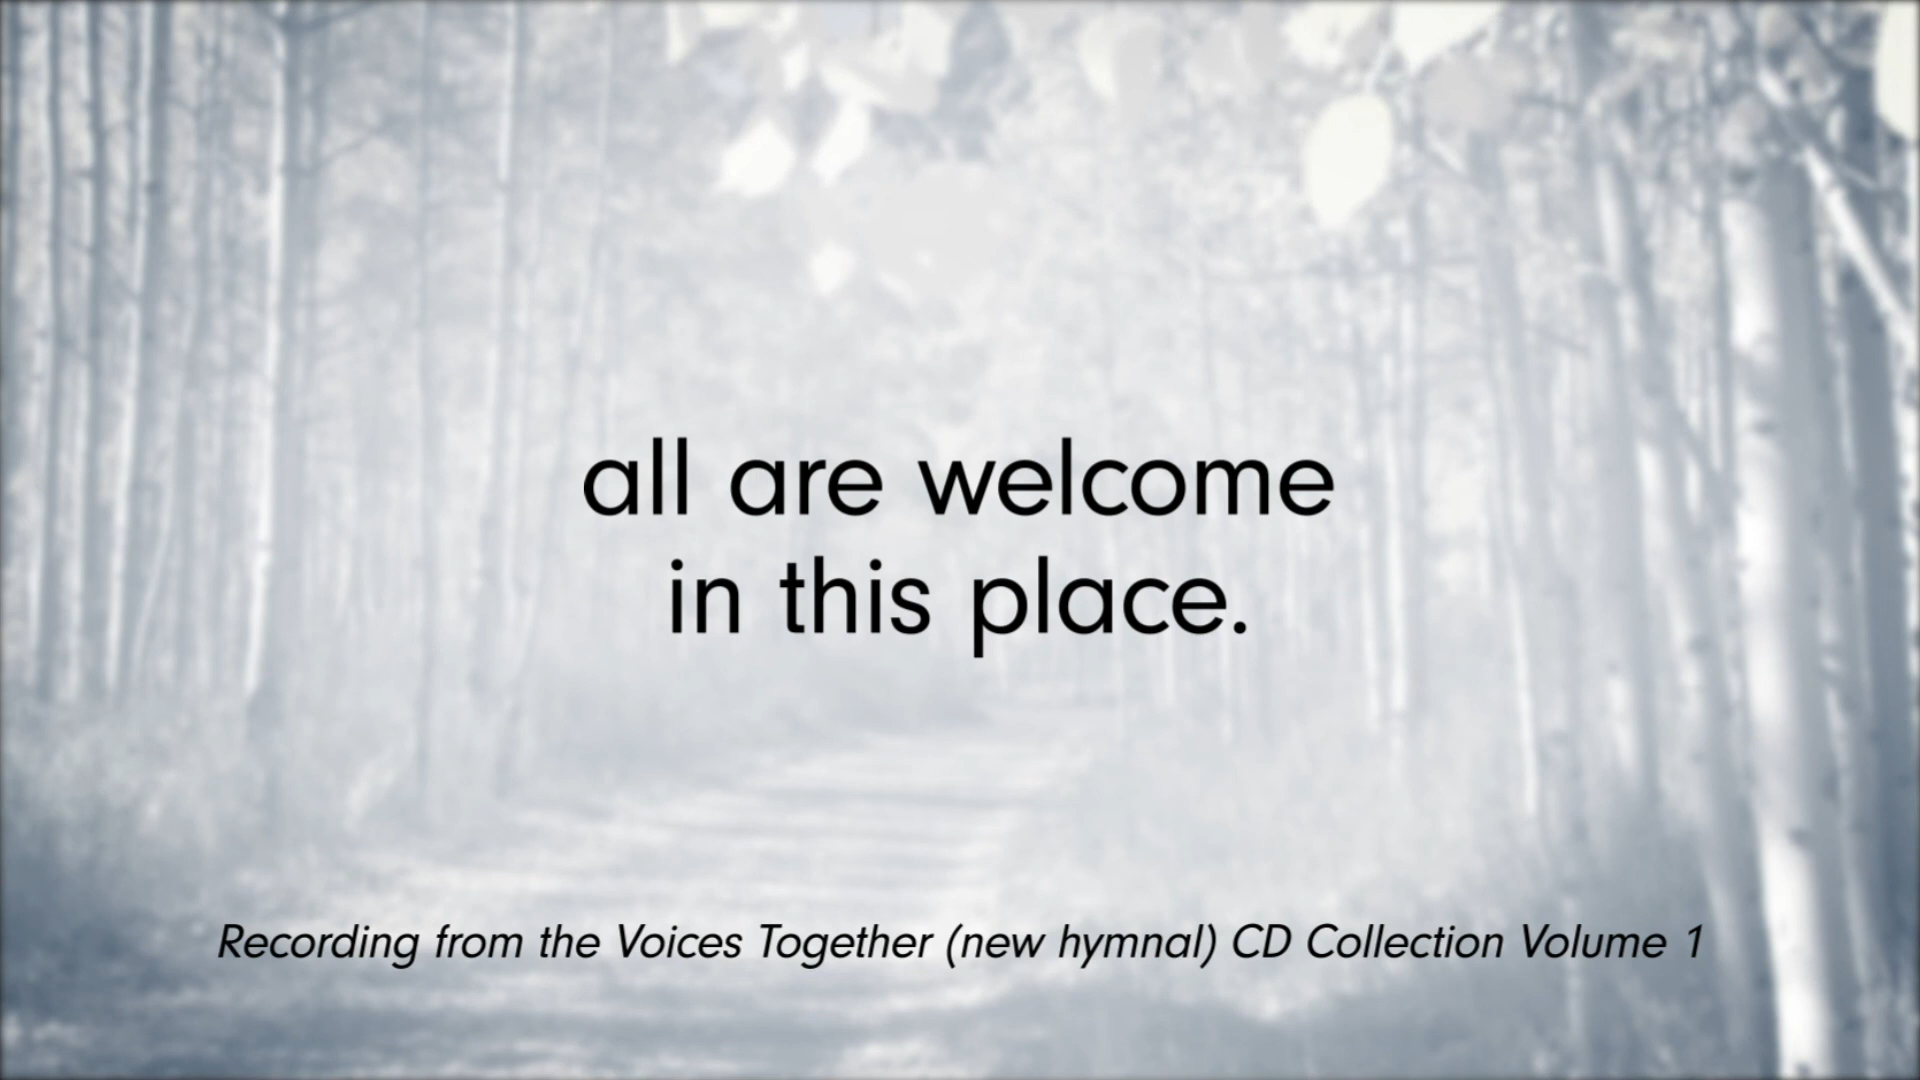 all are welcome
in this place.
Recording from the Voices Together (new hymnal) CD Collection Volume 1